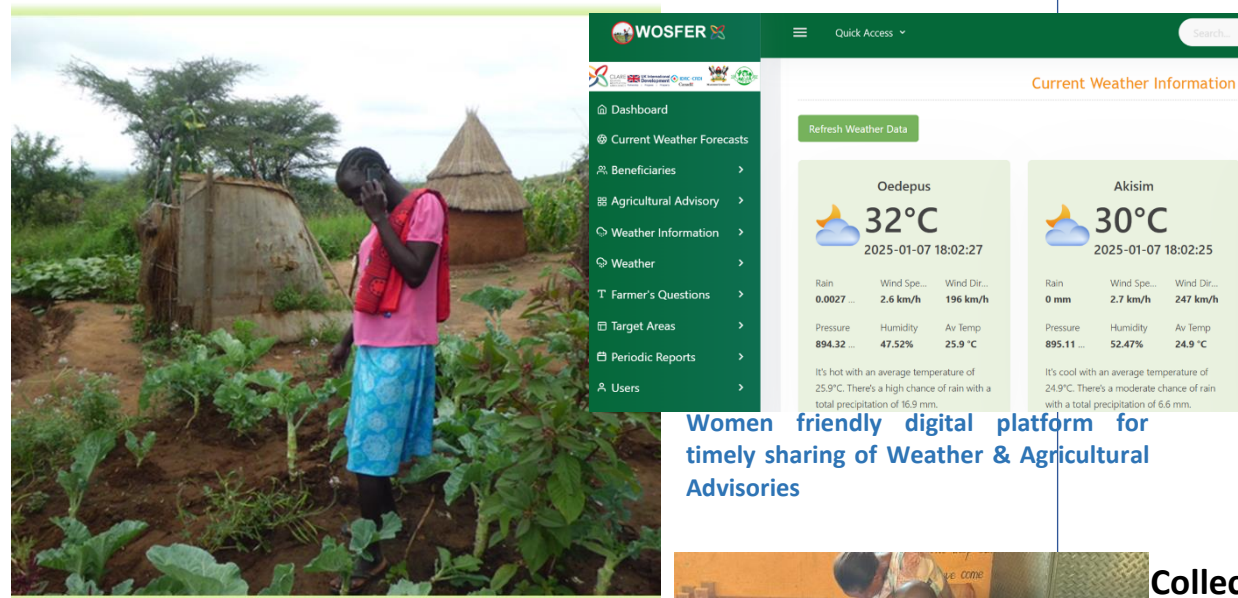 WOSFER
Quick Access
Search...
Current Weather Information
Dashboard
Current Weather Forecasts
Beneficiaries
Agricultural Advisory
Weather Information
Weather
Farmer's Questions
Target Areas
Periodic Reports
Users
Refresh Weather Data
Oedepus
32°C
2025-01-07 18:02:27
Rain Wind Spe... Wind Dir...
0.0027 ... 2.6 km/h 196 km/h
Pressure Humidity Av Temp
894.32 ... 47.52% 25.9 °C
It's hot with an average temperature of
25.9°C. There's a high chance of rain with a
total precipitation of 16.9 mm.
Akisim
30°C
2025-01-07 18:02:25
Rain Wind Spe... Wind Dir...
0 mm 2.7 km/h 247 km/h
Pressure Humidity Av Temp
895.11 ... 52.47% 24.9 °C
It's cool with an average temperature of
24.9°C. There's a moderate chance of rain
with a total precipitation of 6.6 mm.
Women friendly digital platform for
timely sharing of Weather & Agricultural
Advisories
come
Collec